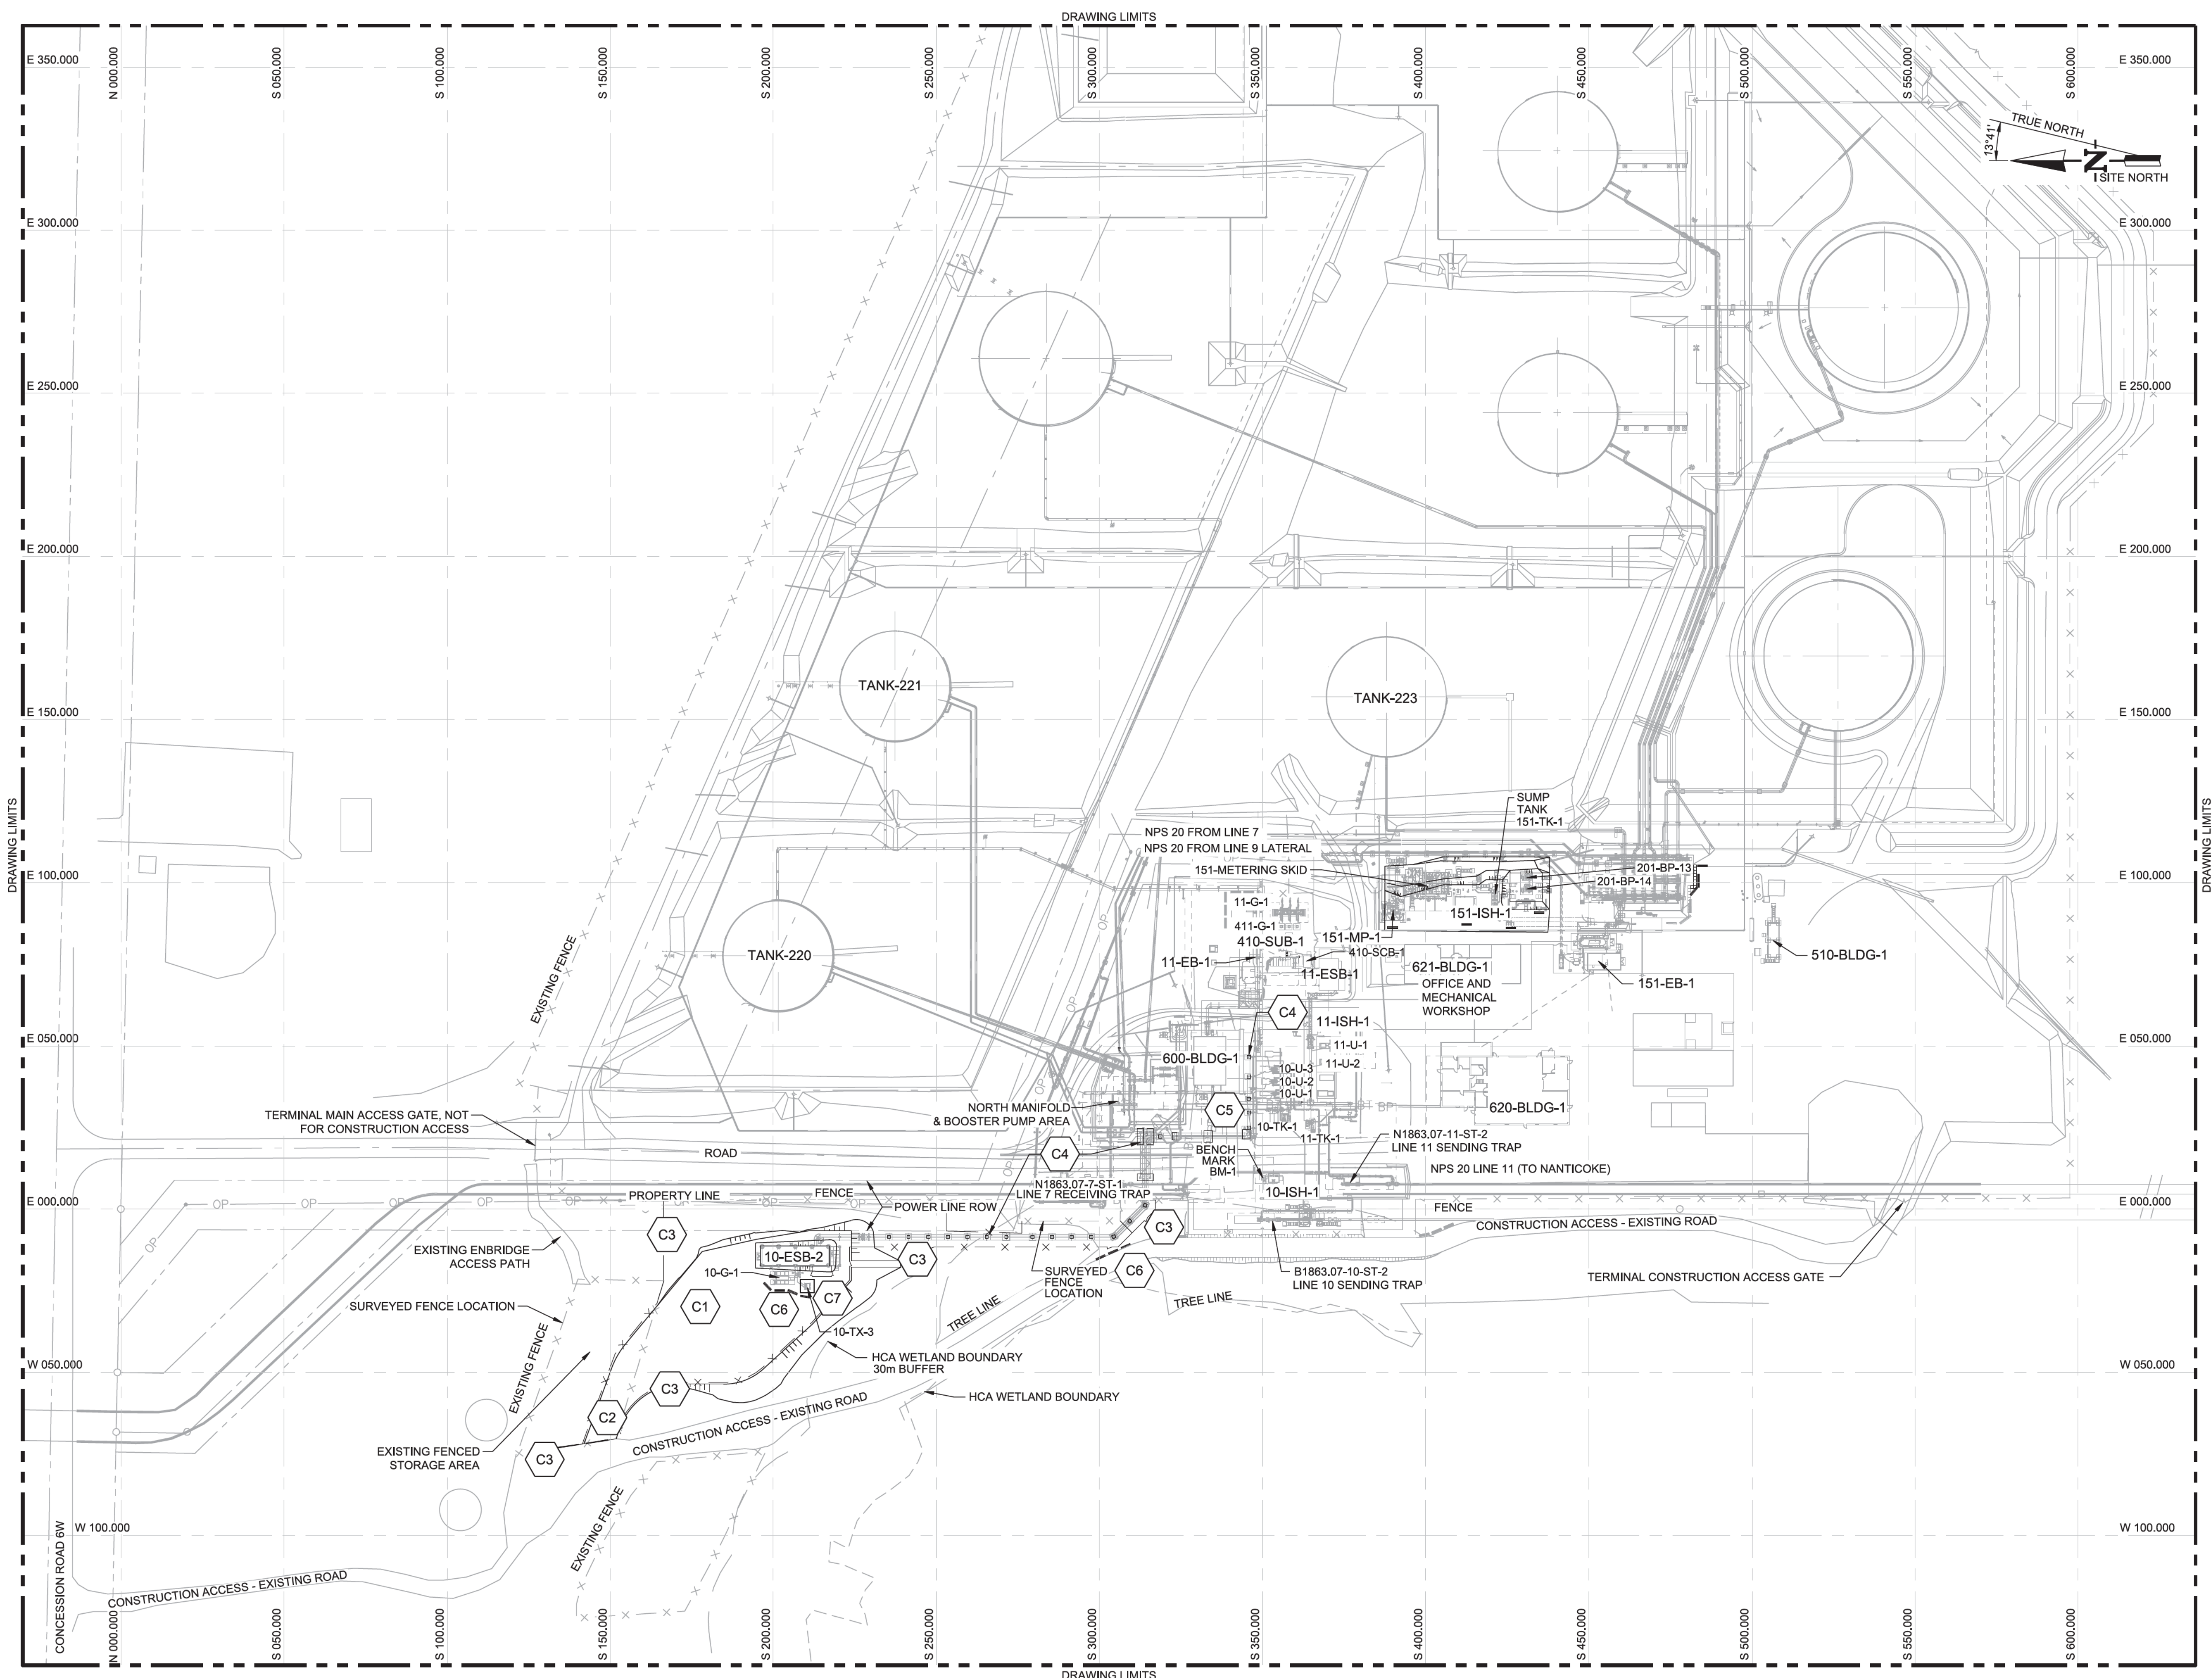 DRAWING LIMITS
N 000.000
S 050.000
S 100.000
S 150.000
S 200.000
S 250.000
S 300.000
S 350.000
S 400.000
S 450.000
S 500.000
S 550.000
S 600.000
E 350.000
E 350.000
TRUE NORTH
13°41'
N
SITE NORTH
E 300.000
E 300.000
E 250.000
E 250.000
E 200.000
E 200.000
TANK-221
TANK-223
E 150.000
E 150.000
DRAWING LIMITS
DRAWING LIMITS
SUMP
TANK
151-TK-1
NPS 20 FROM LINE 7
NPS 20 FROM LINE 9 LATERAL
151-METERING SKID
201-BP-13
201-BP-14
E 100.000
E 100.000
11-G-1
151-ISH-1
411-G-1
410-SUB-1
151-MP-1
410-SCB-1
TANK-220
11-EB-1
11-ESB-1
621-BLDG-1
OFFICE AND
MECHANICAL
WORKSHOP
510-BLDG-1
151-EB-1
EXISTING FENCE
OP
C4
11-ISH-1
11-U-1
E 050.000
E 050.000
600-BLDG-1
11-U-2
10-U-3
10-U-2
10-U-1
OP
BP
TERMINAL MAIN ACCESS GATE, NOT
FOR CONSTRUCTION ACCESS
NORTH MANIFOLD
& BOOSTER PUMP AREA
C5
620-BLDG-1
10-TK-1
11-TK-1
N1863.07-11-ST-2
LINE 11 SENDING TRAP
ROAD
C4
BENCH
MARK
BM-1
OP
NPS 20 LINE 11 (TO NANTICOKE)
N1863.07-7-ST-1
LINE 7 RECEIVING TRAP
10-ISH-1
E 000.000
E 000.000
OP
OP
OP
OP
OP
OP
PROPERTY LINE
FENCE
POWER LINE ROW
FENCE
CONSTRUCTION ACCESS - EXISTING ROAD
C3
C3
OP
EXISTING ENBRIDGE
ACCESS PATH
10-ESB-2
C3
10-G-1
C6
SURVEYED
FENCE
LOCATION
B1863.07-10-ST-2
LINE 10 SENDING TRAP
TERMINAL CONSTRUCTION ACCESS GATE
SURVEYED FENCE LOCATION
C1
C6
C7
TREE LINE
TREE LINE
10-TX-3
EXISTING FENCE
HCA WETLAND BOUNDARY
30m BUFFER
W 050.000
W 050.000
C3
HCA WETLAND BOUNDARY
C2
CONSTRUCTION ACCESS - EXISTING ROAD
EXISTING FENCED
STORAGE AREA
C3
EXISTING FENCE
W 100.000
W 100.000
CONCESSION ROAD 6W
CONSTRUCTION ACCESS - EXISTING ROAD
N 000.000
S 050.000
S 100.000
S 150.000
S 200.000
S 250.000
S 300.000
S 350.000
S 400.000
S 450.000
S 500.000
S 550.000
S 600.000
DRAWING LIMITS